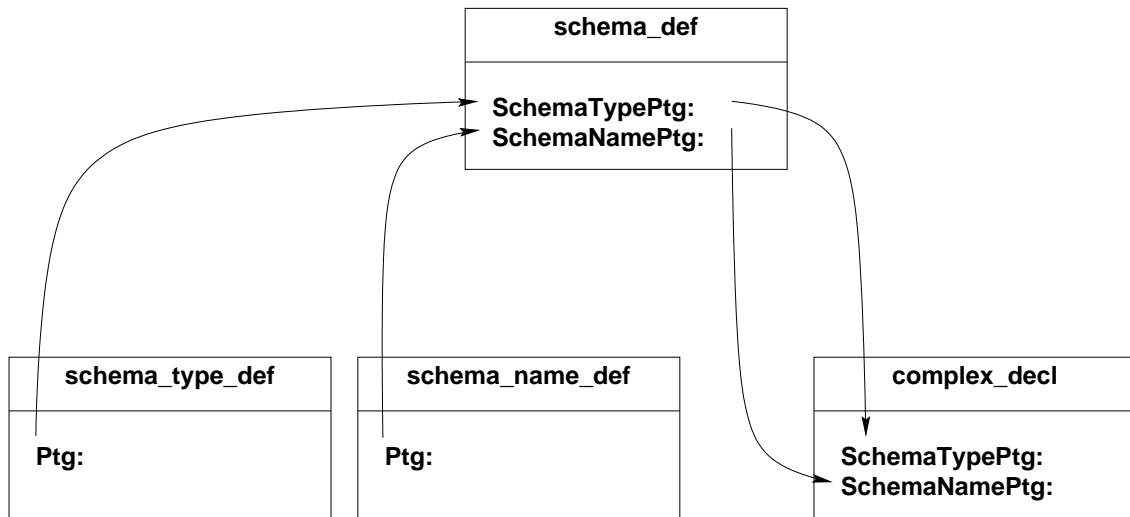 schema_def
SchemaTypePtg:
SchemaNamePtg:
schema_type_def
Ptg:
schema_name_def
Ptg:
complex_decl
SchemaTypePtg:
SchemaNamePtg: